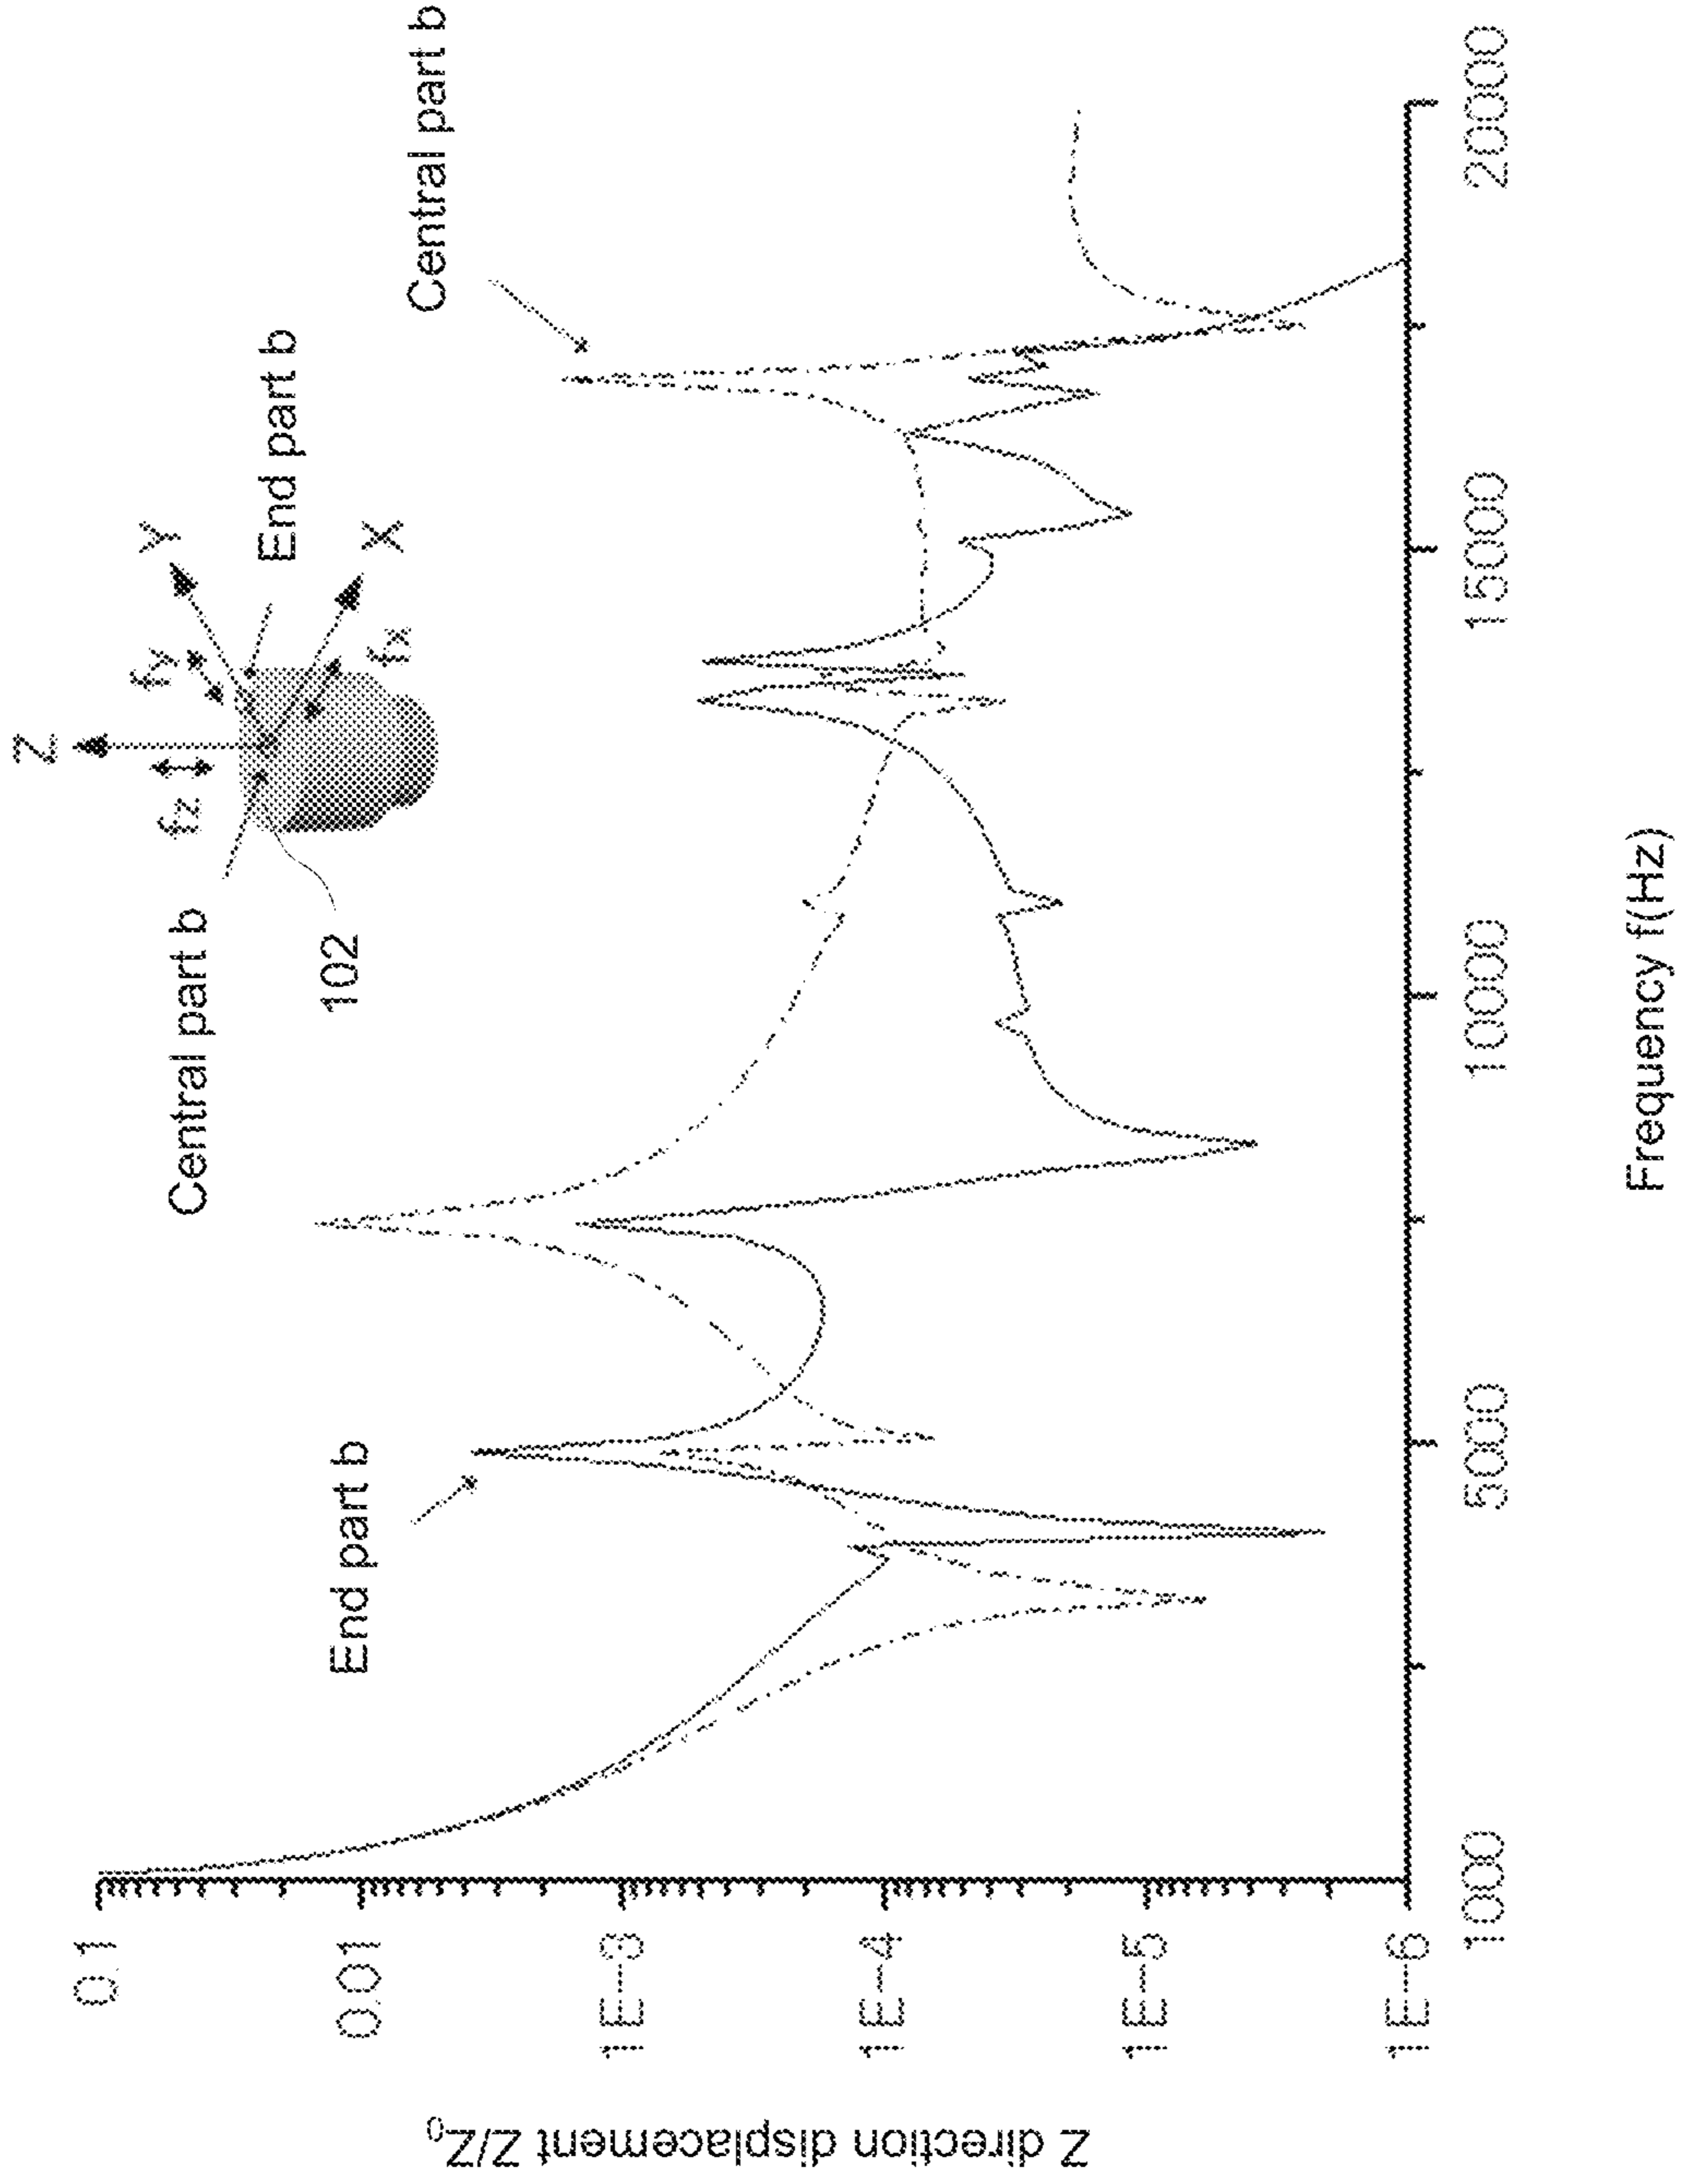 Z
Y
fy
fz
Central part b
End part b
X
fx
102
Central part b
End part b
0.1
0.01
1E-3
1E-4
1E-5
1E-6
Z direction displacement Z/Z₀
1000
5000
10000
15000
20000
Frequency f(Hz)